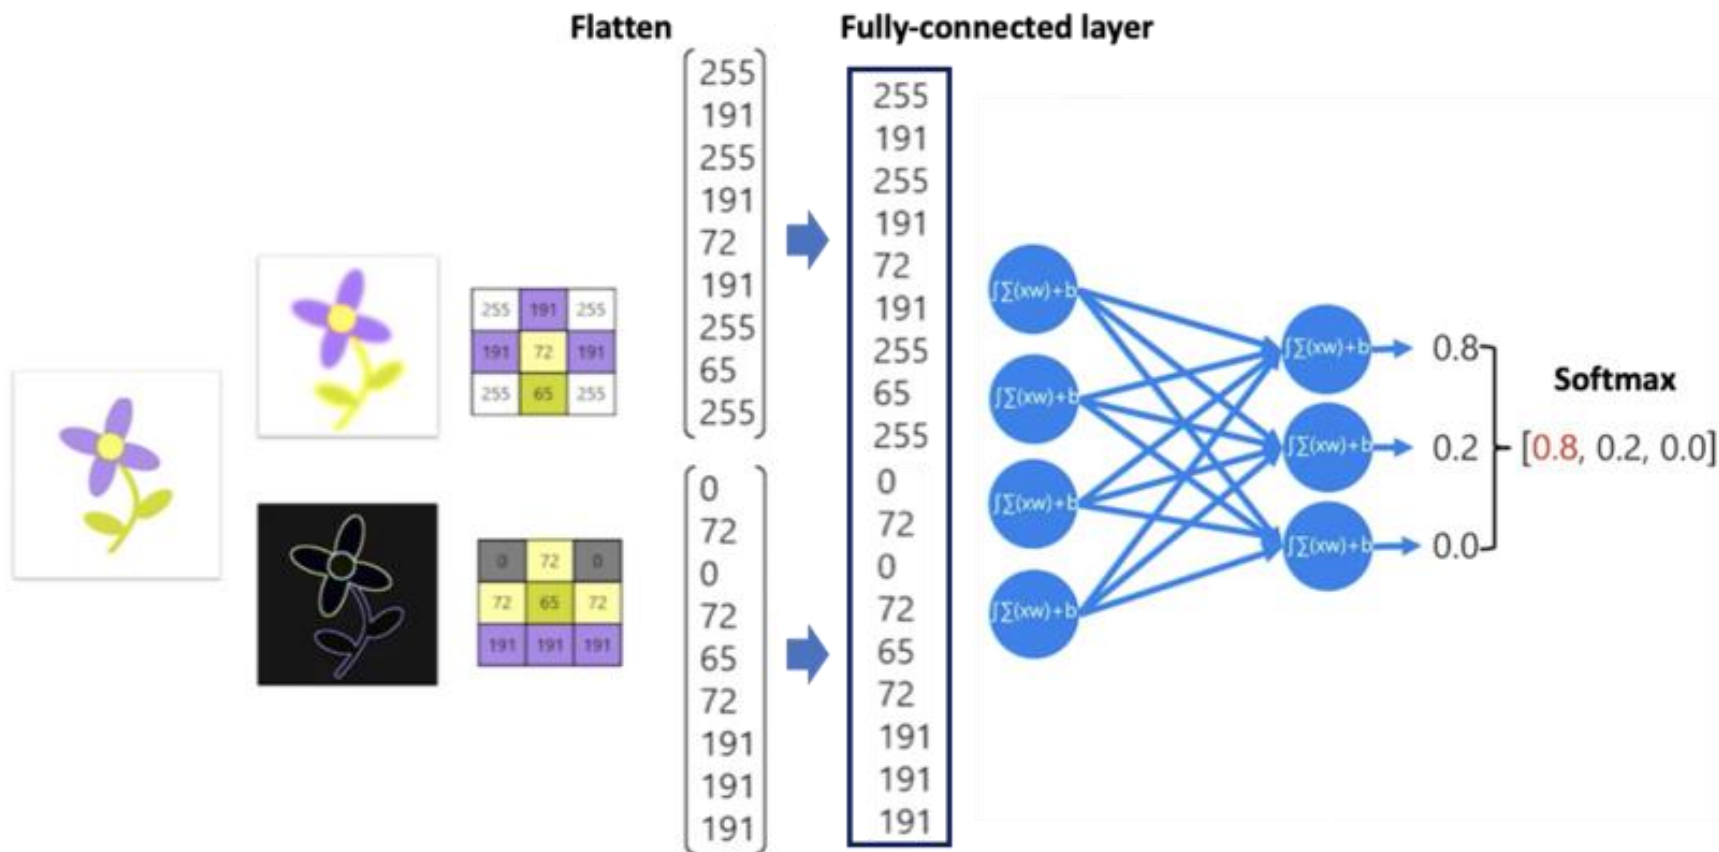 Flatten
Fully-connected layer
255 191 255
191 72 191
255 65 255
0 72 0
72 65 72
191 191 191
255
191
255
191
72
191
255
65
255
0
72
0
72
65
72
191
191
191
255
191
255
191
72
191
255
65
255
0
72
0
72
65
72
191
191
191
∫∑(xw)+b
∫∑(xw)+b
∫∑(xw)+b
∫∑(xw)+b
∫∑(xw)+b
∫∑(xw)+b
∫∑(xw)+b
0.8
0.2
0.0
Softmax
[0.8, 0.2, 0.0]